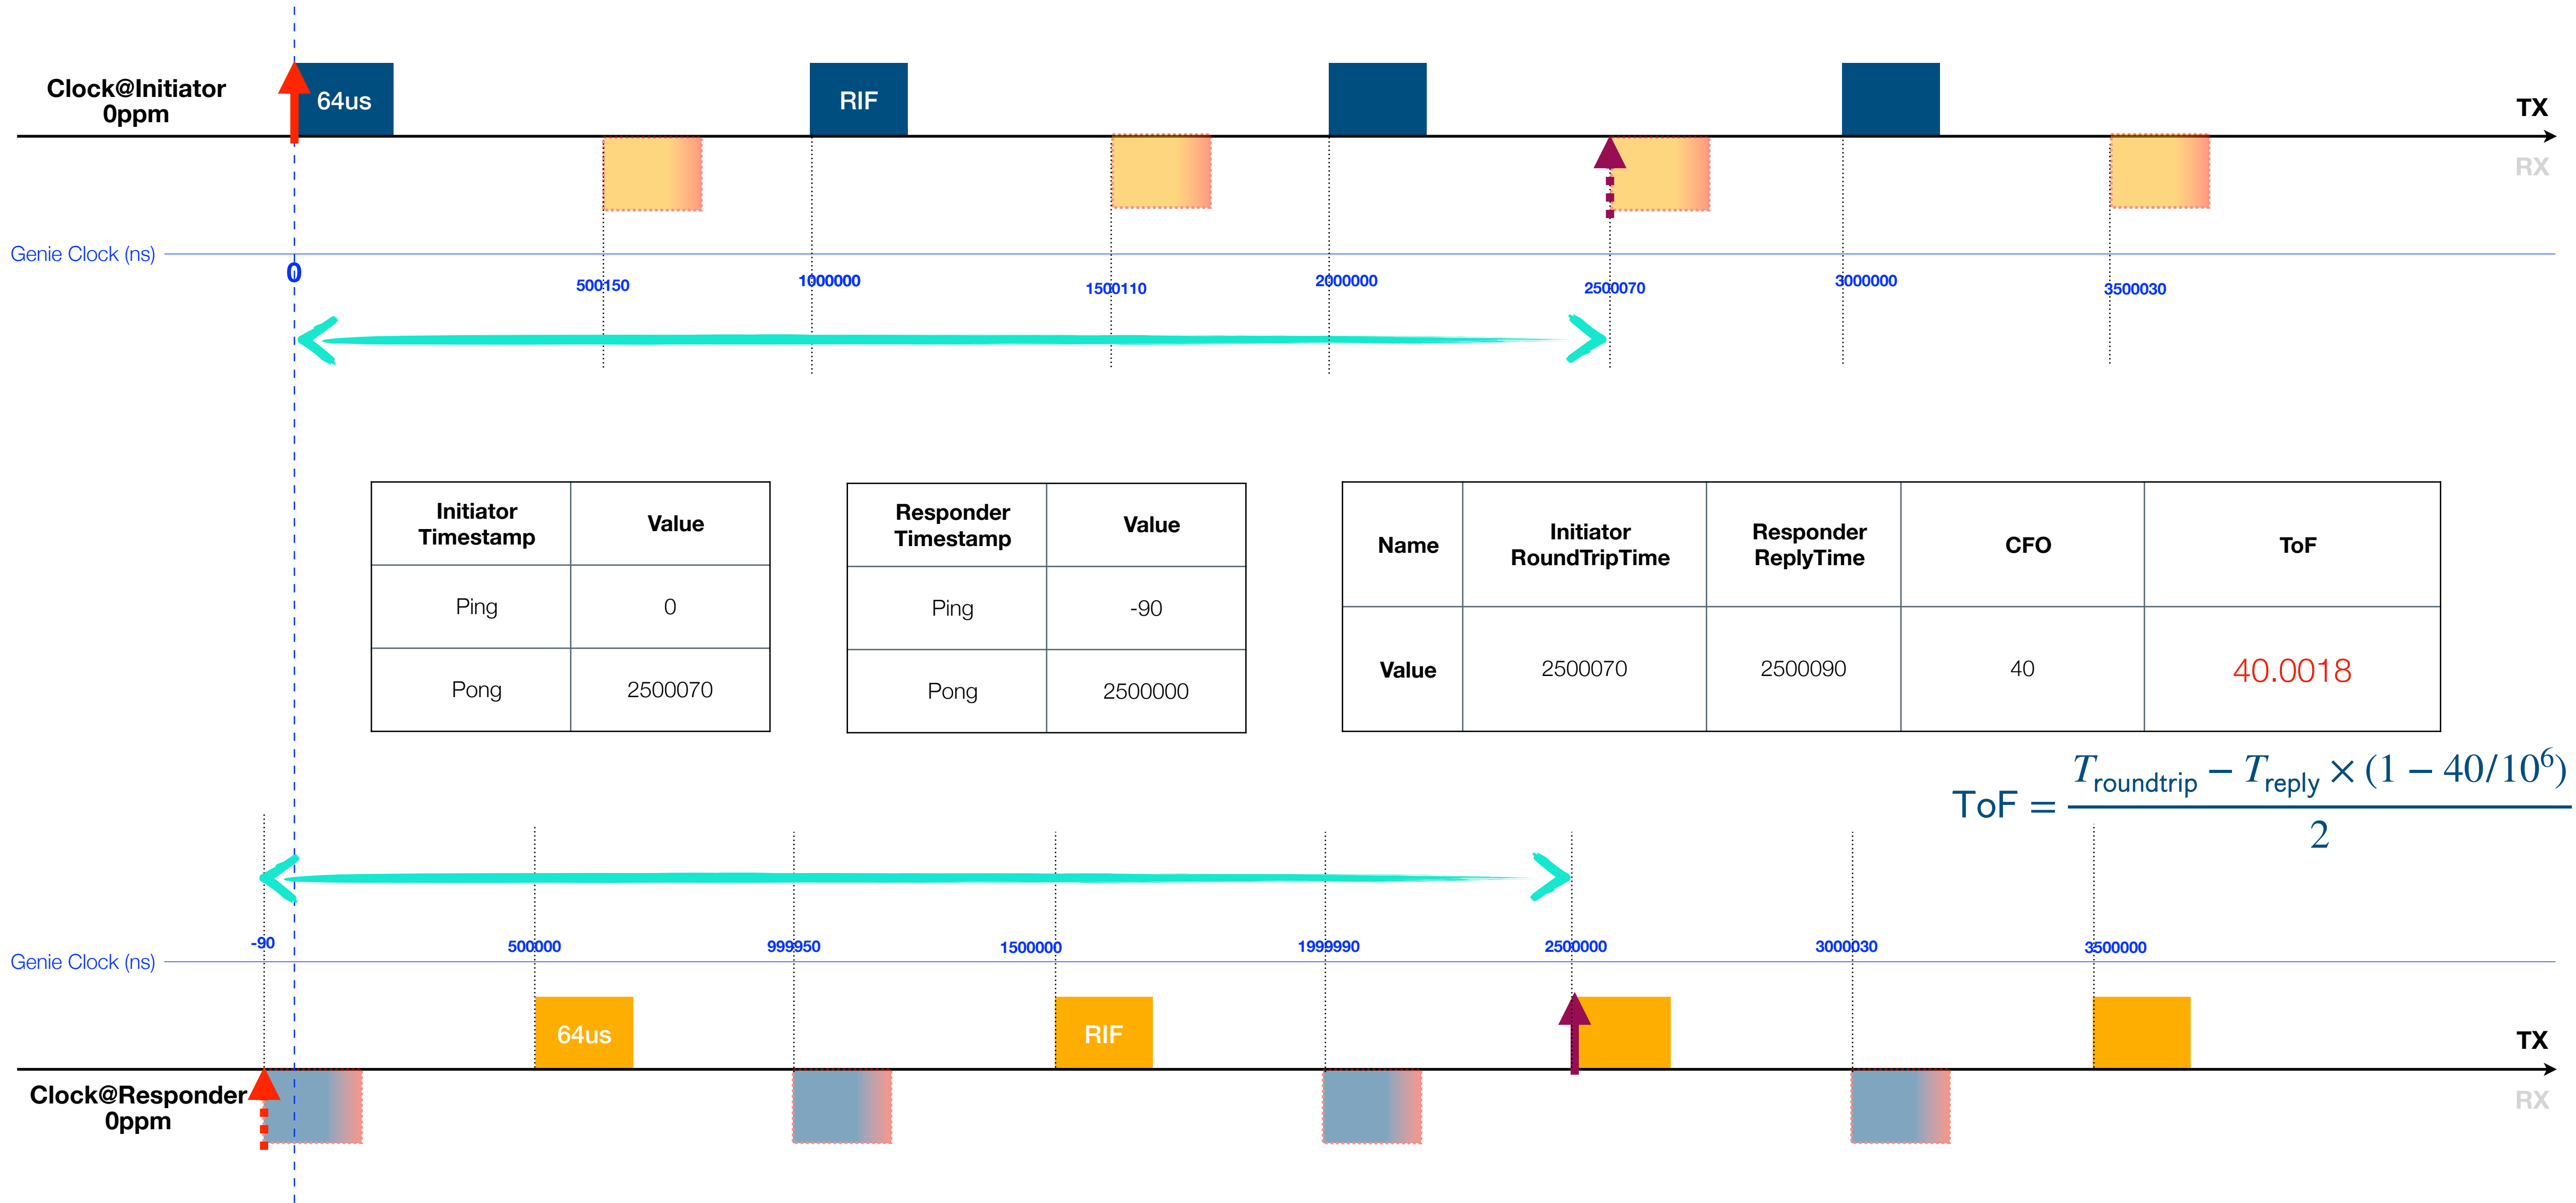 Clock@Initiator
0ppm
64us
RIF
TX
RX
Genie Clock (ns)
0
500150
1000000
1500110
2000000
2500070
3000000
3500030
Initiator Timestamp
Value
Ping
0
Pong
2500070
Responder Timestamp
Value
Ping
-90
Pong
2500000
Name
Initiator RoundTripTime
Responder ReplyTime
CFO
ToF
Value
2500070
2500090
40
40.0018
ToF = (T_roundtrip − T_reply × (1 − 40/10^6)) / 2
-90
500000
999950
1500000
1999990
2500000
3000030
3500000
Genie Clock (ns)
64us
RIF
TX
Clock@Responder
0ppm
RX